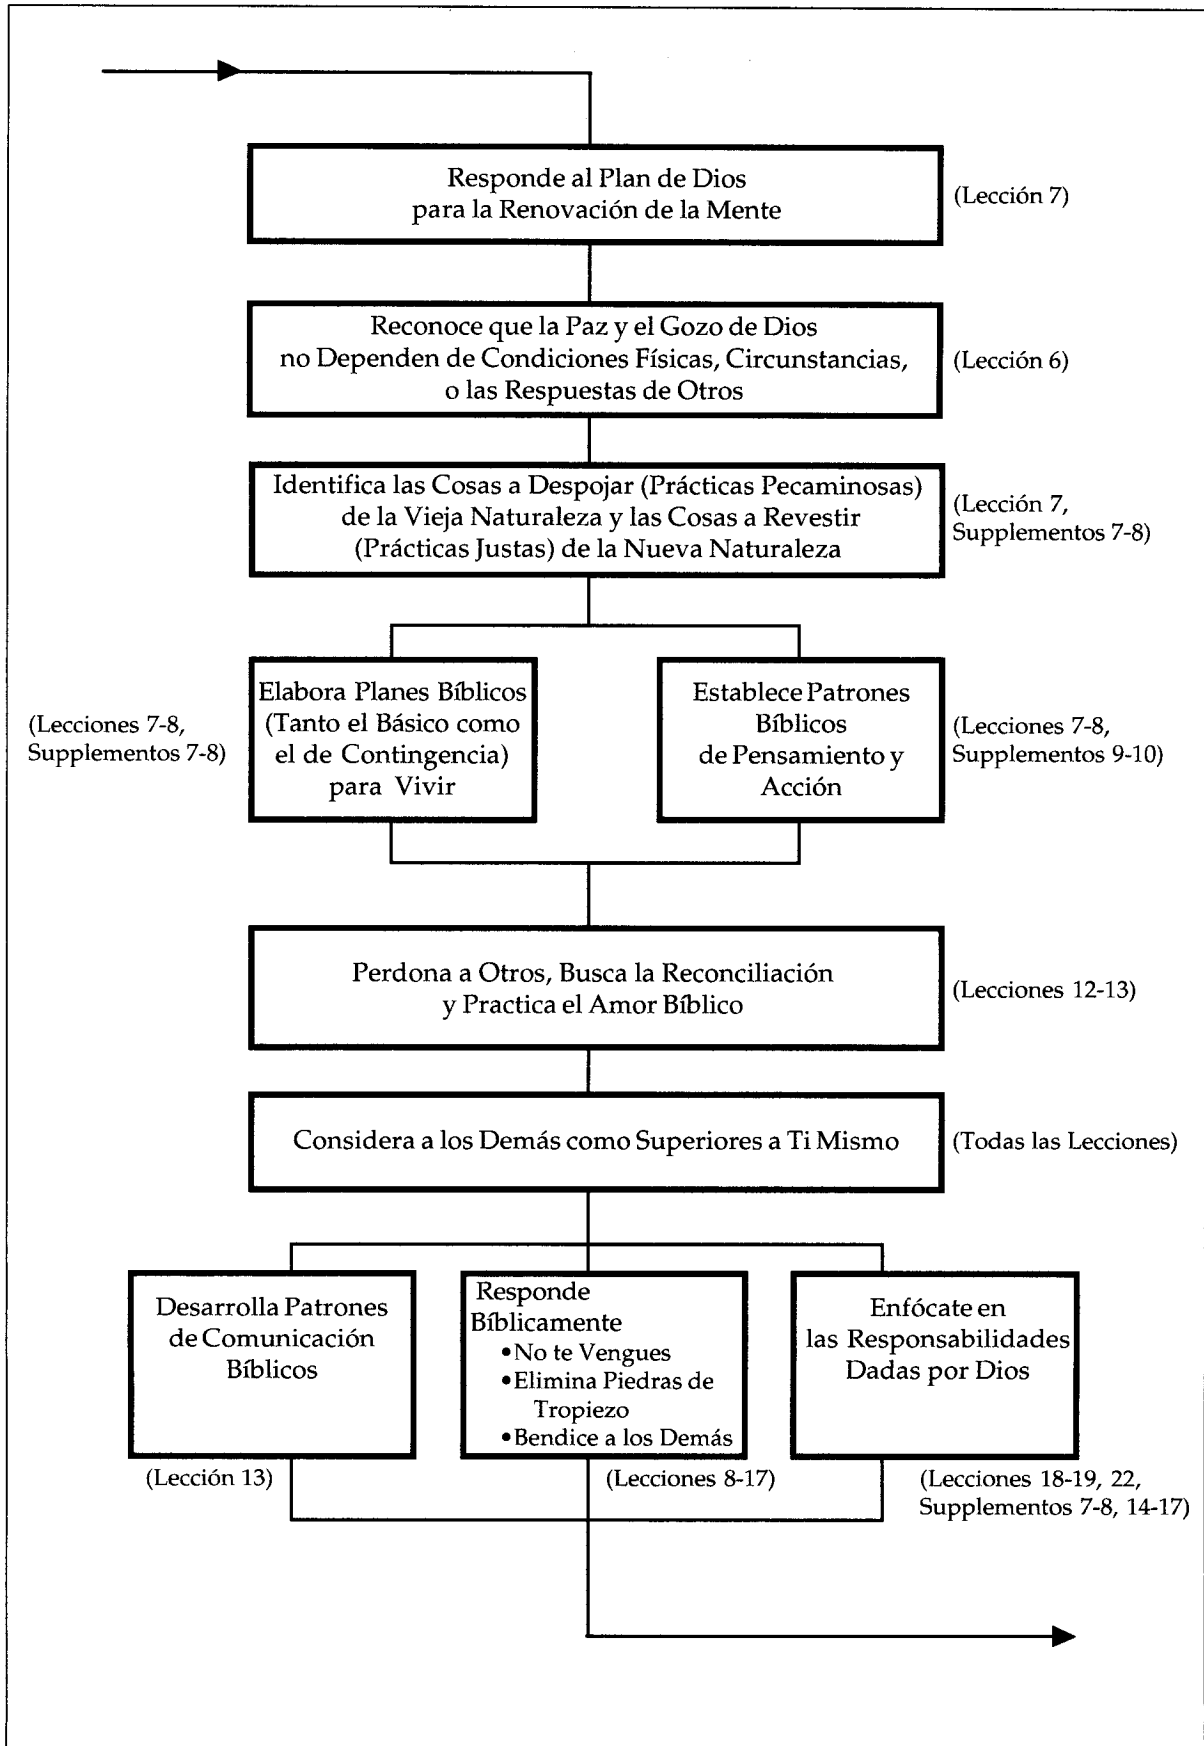 Responde al Plan de Dios
para la Renovación de la Mente
(Lección 7)
Reconoce que la Paz y el Gozo de Dios
no Dependen de Condiciones Físicas, Circunstancias,
o las Respuestas de Otros
(Lección 6)
Identifica las Cosas a Despojar (Prácticas Pecaminosas)
de la Vieja Naturaleza y las Cosas a Revestir
(Prácticas Justas) de la Nueva Naturaleza
(Lección 7,
Supplementos 7-8)
(Lecciones 7-8,
Supplementos 7-8)
Elabora Planes Bíblicos
(Tanto el Básico como
el de Contingencia)
para Vivir
Establece Patrones
Bíblicos
de Pensamiento y
Acción
(Lecciones 7-8,
Supplementos 9-10)
Perdona a Otros, Busca la Reconciliación
y Practica el Amor Bíblico
(Lecciones 12-13)
Considera a los Demás como Superiores a Ti Mismo
(Todas las Lecciones)
Desarrolla Patrones
de Comunicación
Bíblicos
(Lección 13)
Responde
Bíblicamente
•No te Vengues
•Elimina Piedras de
Tropiezo
•Bendice a los Demás
(Lecciones 8-17)
Enfócate en
las Responsabilidades
Dadas por Dios
(Lecciones 18-19, 22,
Supplementos 7-8, 14-17)